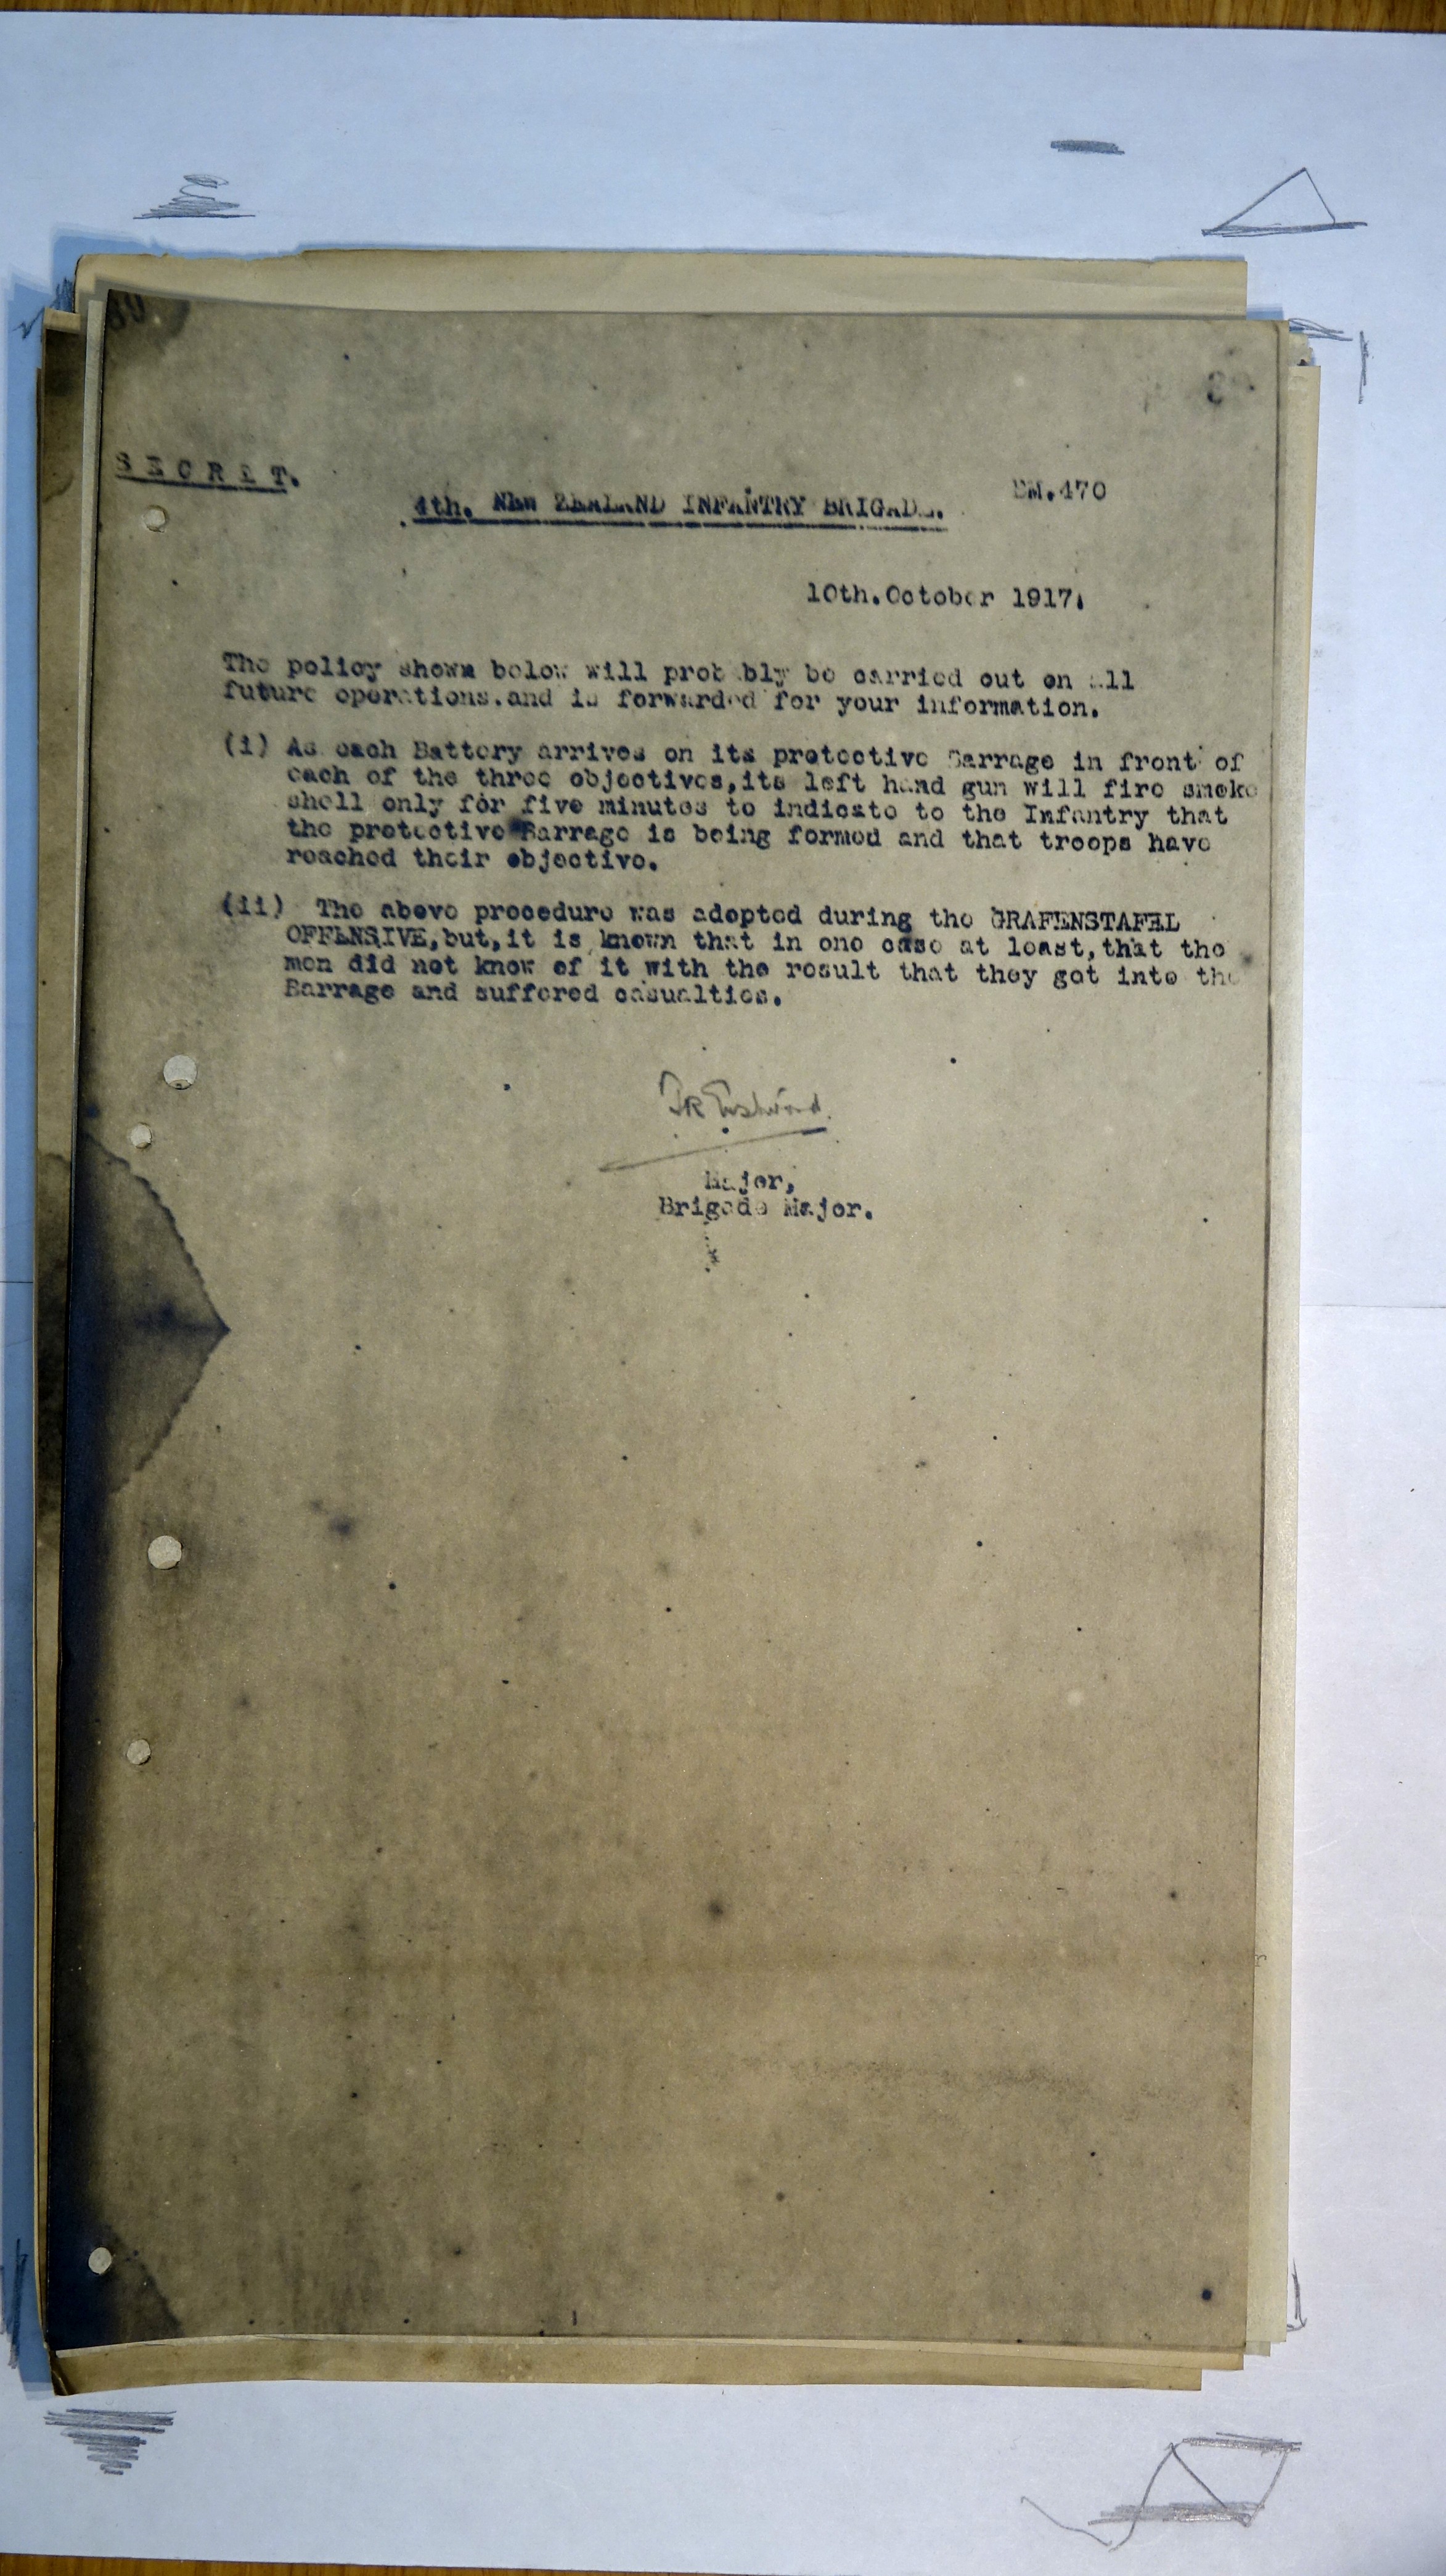 S E C R E T.
BM.470
4th. NEW ZEALAND INFANTRY BRIGADE.
10th.October 1917.
The policy shown below will probably be carried out on all
future operations.and is forwarded for your information.
(i) As each Battery arrives on its protective Barrage in front of
each of the three objectives,its left hand gun will fire smoke
shell only for five minutes to indicate to the Infantry that
the protective Barrage is being formed and that troops have
reached their objective.
(ii) The above procedure was adopted during the GRAFENSTAFEL
OFFENSIVE,but,it is known that in one case at least,that the
men did not know of it with the result that they got into the
Barrage and suffered casualties.
Major,
Brigade Major.